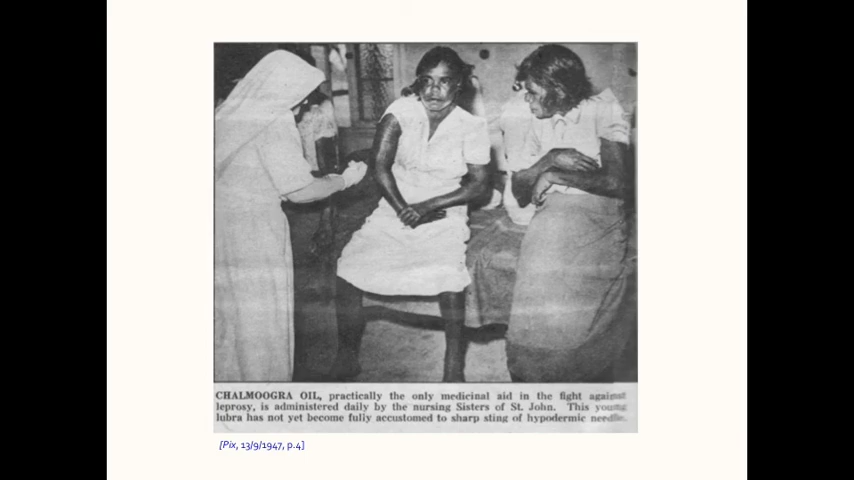 CHALMOOGRA OIL, practically the only medicinal aid in the fight against
leprosy, is administered daily by the nursing Sisters of St. John. This young
lubra has not yet become fully accustomed to sharp sting of hypodermic needle.
[Pix, 13/9/1947, p.4]